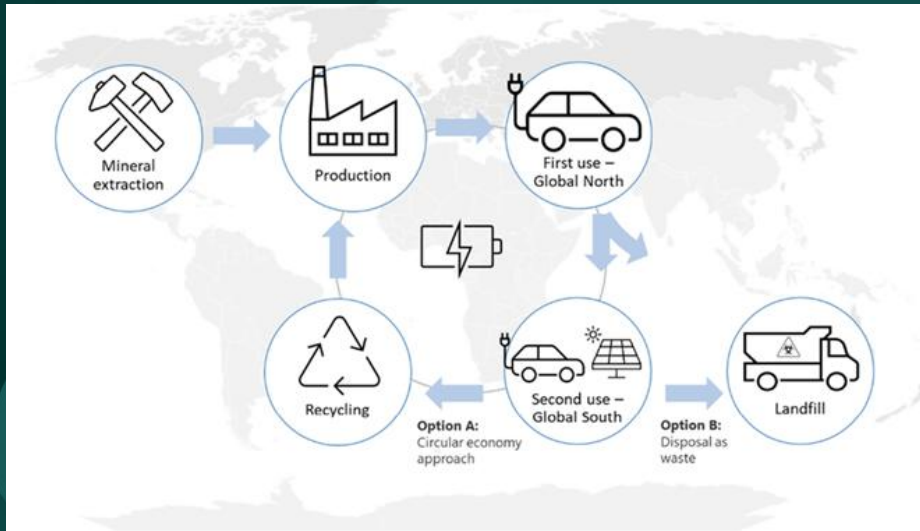 Mineral
extraction
Production
First use –
Global North
Recycling
Second use –
Global South
Landfill
Option A:
Circular economy
approach
Option B:
Disposal as
waste